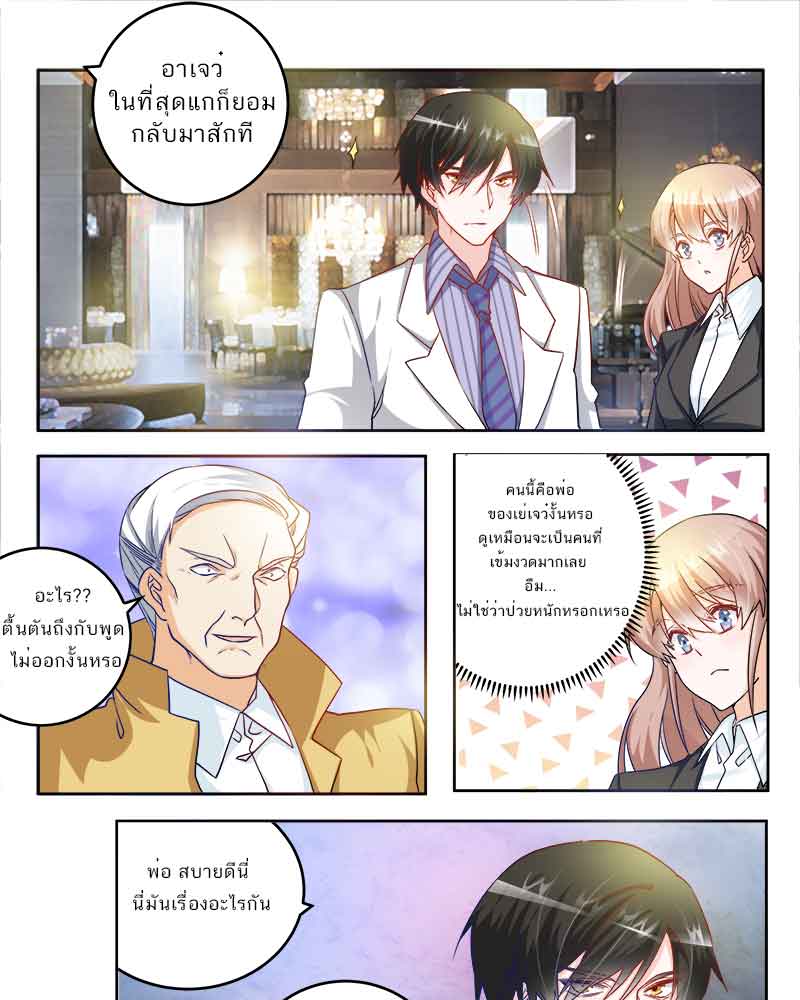 อาเจว๋
ในที่สุดแกก็ยอม
กลับมาสักที
อะไร??
ตื้นตันถึงกับพูด
ไม่ออกงั้นหรอ
คนนี้คือพ่อ
ของเย่เจว๋งั้นหรอ
ดูเหมือนจะเป็นคนที่
เข้มงวดมากเลย
อืม...
ไม่ใช่ว่าป่วยหนักหรอกเหรอ
พ่อ สบายดีนี่
นี่มันเรื่องอะไรกัน